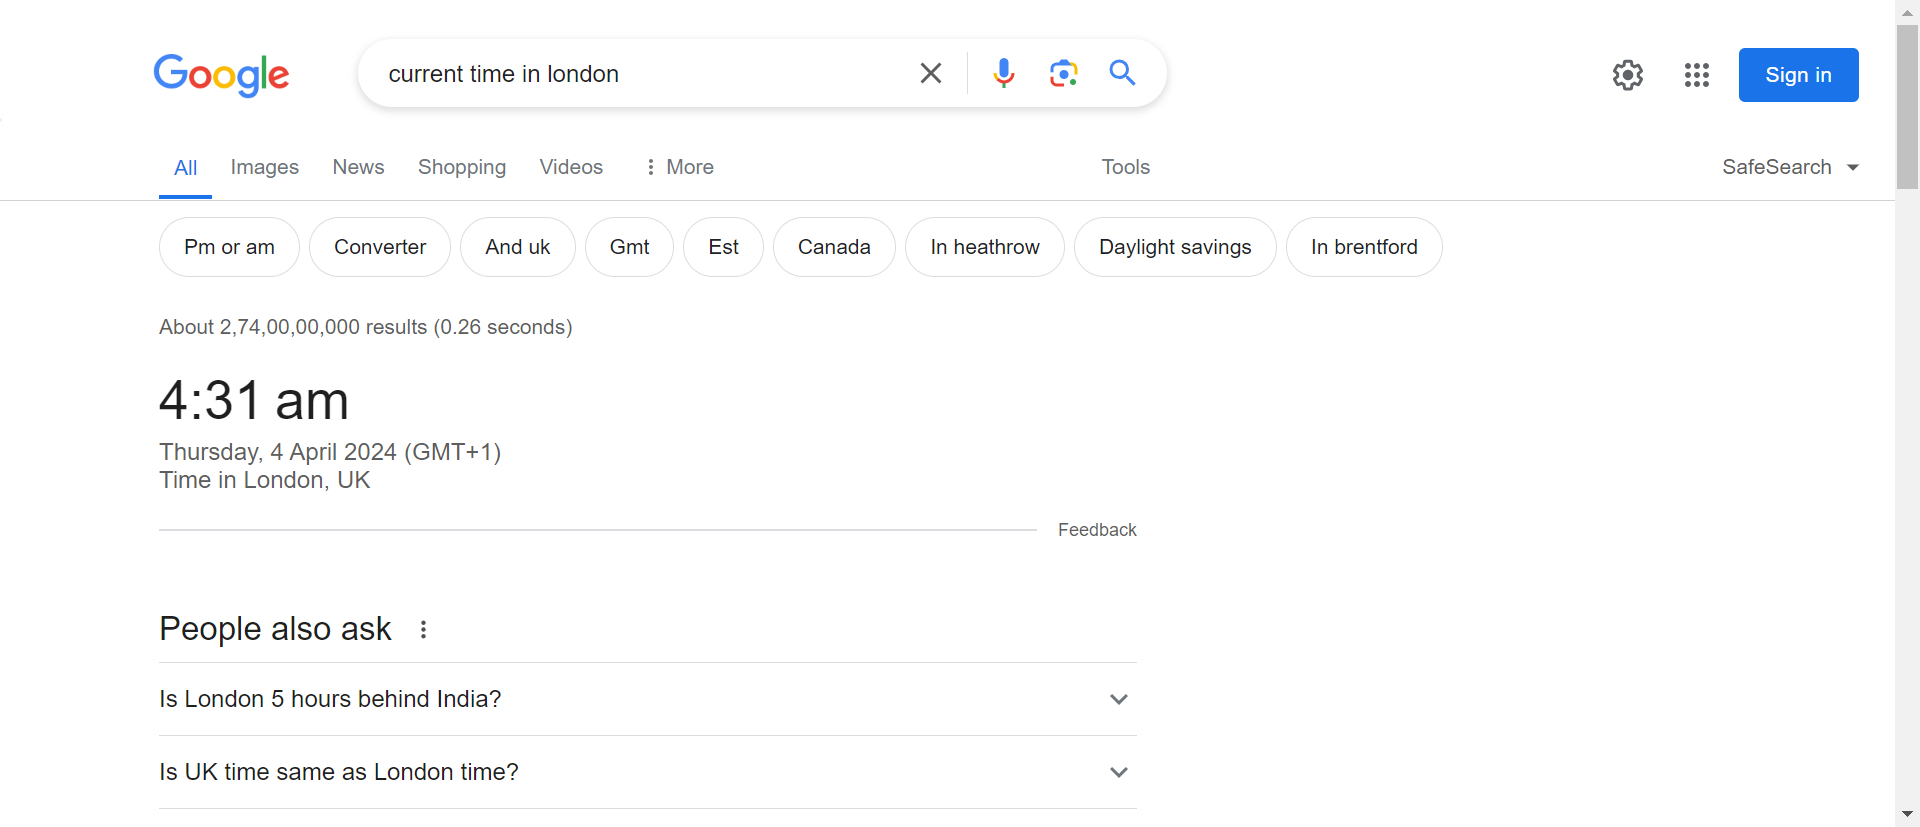 Google
current time in london
Sign in
All Images News Shopping Videos More Tools SafeSearch
Pm or am Converter And uk Gmt Est Canada In heathrow Daylight savings In brentford
About 2,74,00,00,000 results (0.26 seconds)
4:31 am
Thursday, 4 April 2024 (GMT+1)
Time in London, UK
Feedback
People also ask
Is London 5 hours behind India?
Is UK time same as London time?